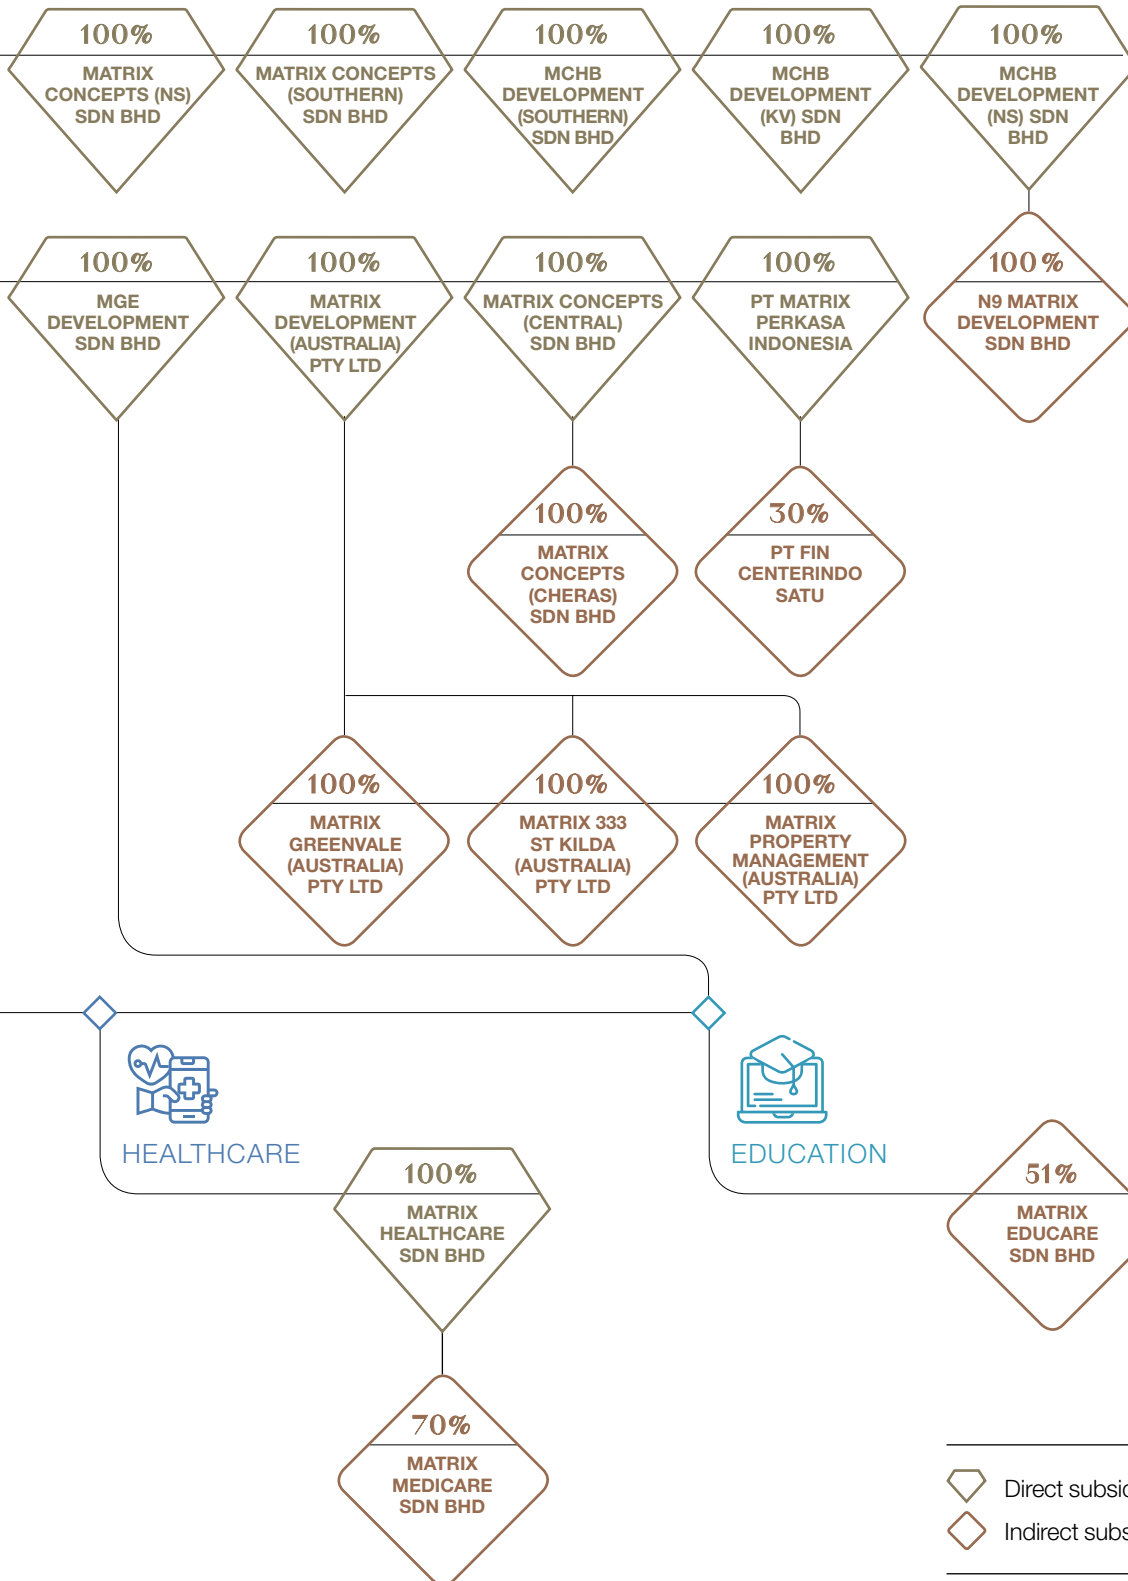 100%
MATRIX
CONCEPTS (NS)
SDN BHD
100%
MATRIX CONCEPTS
(SOUTHERN)
SDN BHD
100%
MCHB
DEVELOPMENT
(SOUTHERN)
SDN BHD
100%
MCHB
DEVELOPMENT
(KV) SDN
BHD
100%
MCHB
DEVELOPMENT
(NS) SDN
BHD
100%
MGE
DEVELOPMENT
SDN BHD
100%
MATRIX
DEVELOPMENT
(AUSTRALIA)
PTY LTD
100%
MATRIX CONCEPTS
(CENTRAL)
SDN BHD
100%
PT MATRIX
PERKASA
INDONESIA
100%
N9 MATRIX
DEVELOPMENT
SDN BHD
100%
MATRIX
CONCEPTS
(CHERAS)
SDN BHD
30%
PT FIN
CENTERINDO
SATU
100%
MATRIX
GREENVALE
(AUSTRALIA)
PTY LTD
100%
MATRIX 333
ST KILDA
(AUSTRALIA)
PTY LTD
100%
MATRIX
PROPERTY
MANAGEMENT
(AUSTRALIA)
PTY LTD
HEALTHCARE
EDUCATION
100%
MATRIX
HEALTHCARE
SDN BHD
51%
MATRIX
EDUCARE
SDN BHD
70%
MATRIX
MEDICARE
SDN BHD
Direct
Indirect